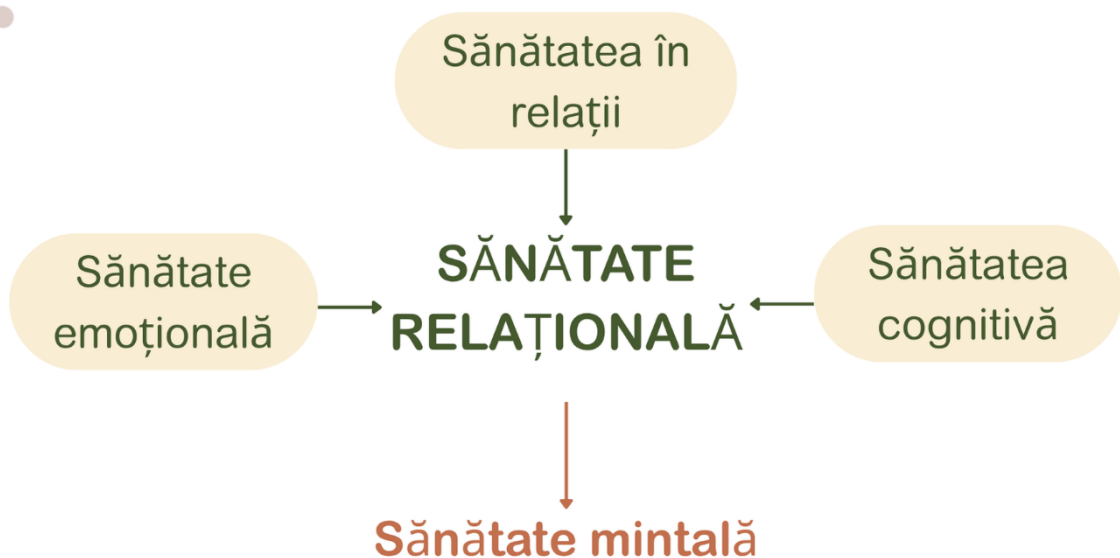 Sănătatea în
relații
Sănătate
emoțională
SĂNĂTATE
RELAȚIONALĂ
Sănătatea
cognitivă
Sănătate mintală